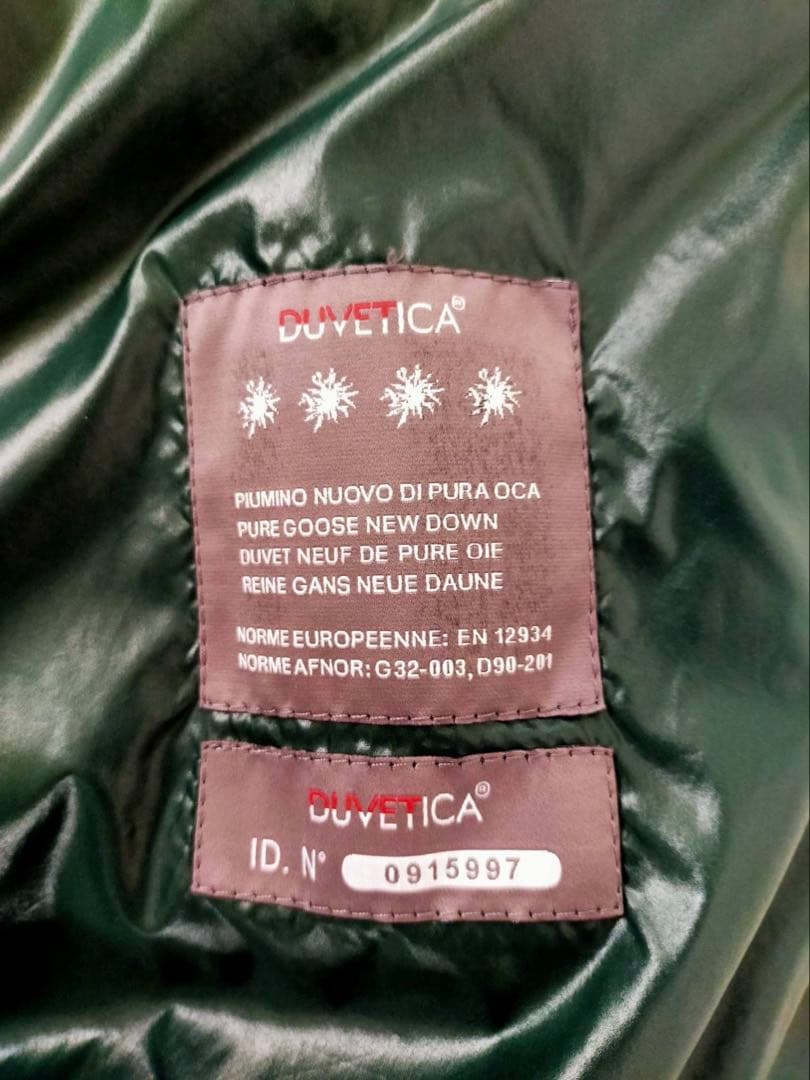 DUVETICA®
PIUMINO NUOVO DI PURA OCA
PURE GOOSE NEW DOWN
DUVET NEUF DE PURE OIE
REINE GANS NEUE DAUNE
NORME EUROPEENNE: EN 12934
NORME AFNOR: G32-003, D90-201
DUVETICA®
ID. N° 0915997